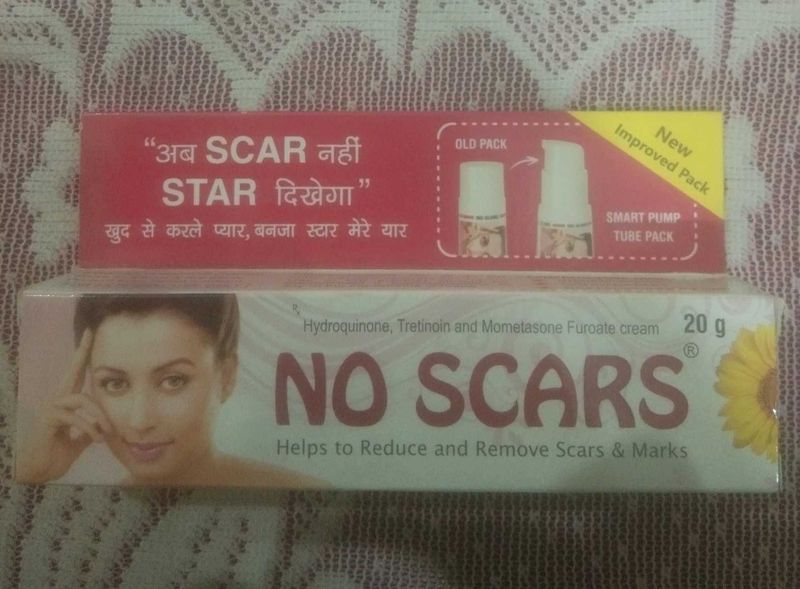 “अब SCAR नहीं
STAR दिखेगा”
खुद से करले प्यार, बनजा स्टार मेरे यार
OLD PACK
New
Improved Pack
SMART PUMP
TUBE PACK
Rx
Hydroquinone, Tretinoin and Mometasone Furoate cream
20 g
NO SCARS®
Helps to Reduce and Remove Scars & Marks